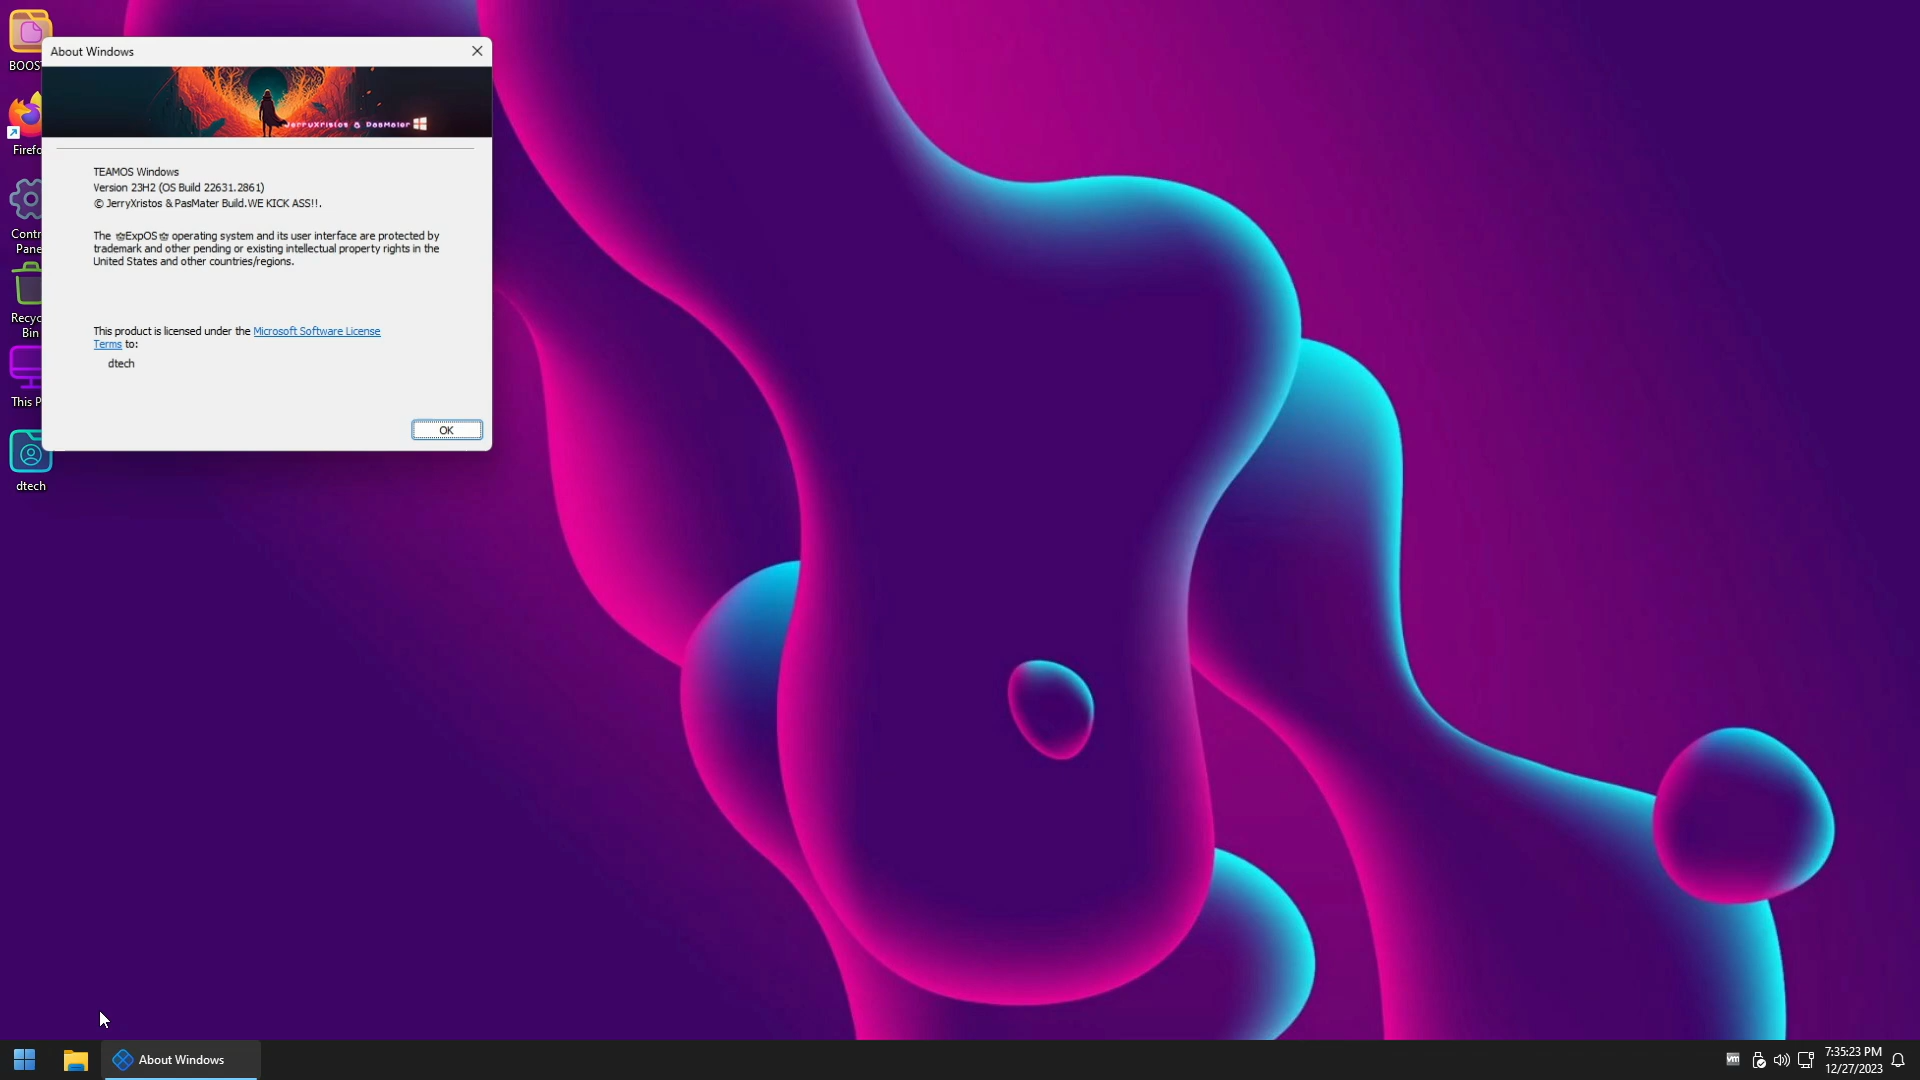 BOOS
Firefo
Contr
Pane
Recyc
Bin
This P
dtech
About Windows
JerryXristos & PasMater
TEAMOS Windows
Version 23H2 (OS Build 22631.2861)
© JerryXristos & PasMater Build.WE KICK ASS!!.
The ✿ExpOS✿ operating system and its user interface are protected by
trademark and other pending or existing intellectual property rights in the
United States and other countries/regions.
This product is licensed under the Microsoft Software License
Terms to:
dtech
OK
About Windows
vm
7:35:23 PM
12/27/2023